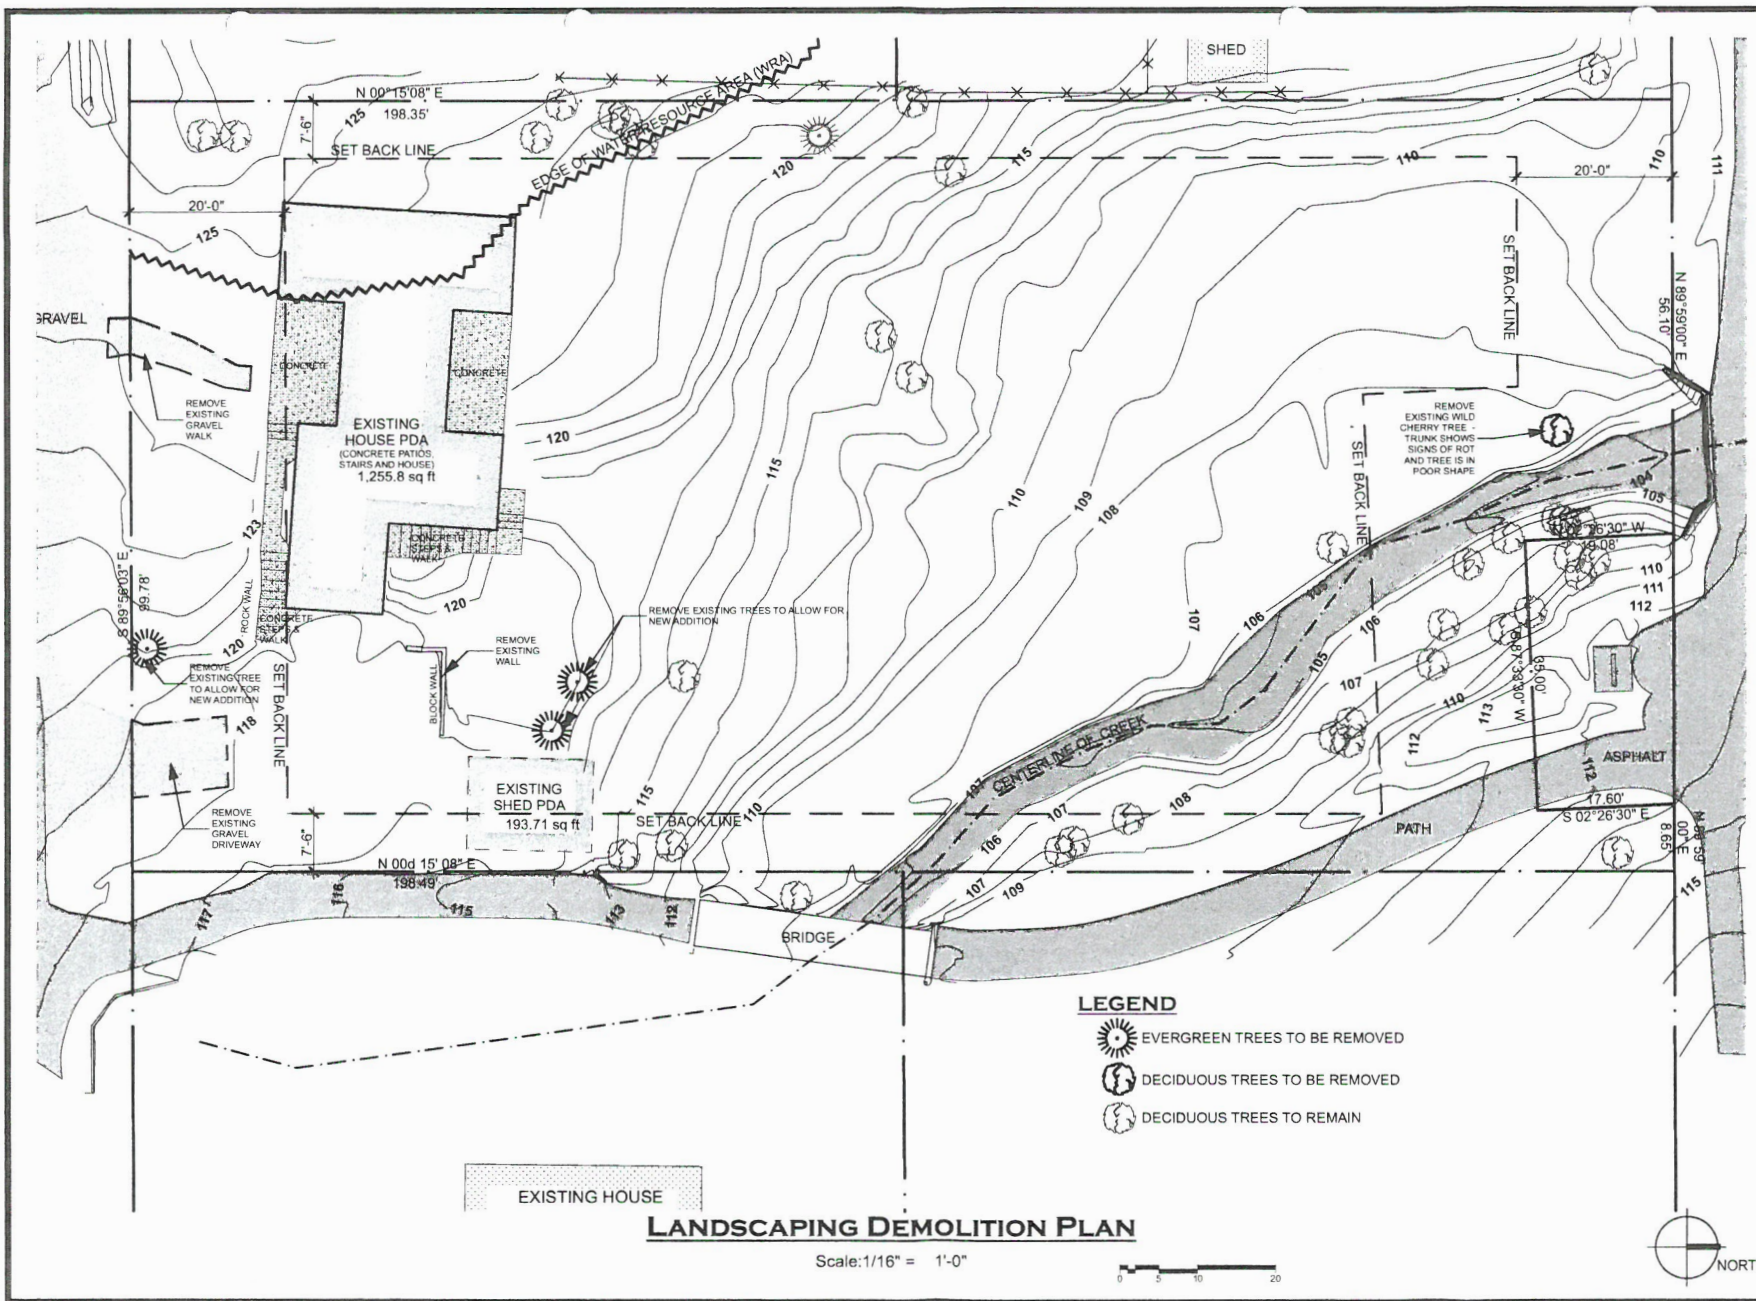 SHED
EDGE OF WATER RESOURCE AREA (WRA)
N 00°15'08" E
198.35'
125
7'-6"
SET BACK LINE
120
115
110
110
111
20'-0"
20'-0"
125
SET BACK LINE
N 89°59'00" E
56.10'
GRAVEL
CONCRETE
CONCRETE
REMOVE
EXISTING
GRAVEL
WALK
EXISTING
HOUSE PDA
(CONCRETE PATIOS,
STAIRS AND HOUSE)
1,255.8 sq ft
120
115
110
109
108
REMOVE
EXISTING WILD
CHERRY TREE -
TRUNK SHOWS
SIGNS OF ROT
AND TREE IS IN
POOR SHAPE
SET BACK LINE
104
105
123
CONCRETE
STEPS &
WALK
19.08'
S 89°56'03" E
99.78'
ROCK WALL
120
110
111
112
105
106
106
107
105
CONCRETE
STEPS &
WALK
120
REMOVE EXISTING TREES TO ALLOW FOR
NEW ADDITION
REMOVE
EXISTING
WALL
BLOCK WALL
REMOVE
EXISTING TREE
TO ALLOW FOR
NEW ADDITION
118
SET BACK LINE
S 87°33'30" W
35.00'
107
110
113
112
CENTERLINE OF CREEK
107
ASPHALT
112
REMOVE
EXISTING
GRAVEL
DRIVEWAY
EXISTING
SHED PDA
193.71 sq ft
115
110
SET BACK LINE
7'-6"
107
108
106
17.60'
S 02°26'30" E
PATH
N 89°59'
00" E
8.65'
N 00d 15' 08" E
198.49'
107
109
115
117
116
115
113
112
BRIDGE
LEGEND
EVERGREEN TREES TO BE REMOVED
DECIDUOUS TREES TO BE REMOVED
DECIDUOUS TREES TO REMAIN
EXISTING HOUSE
LANDSCAPING DEMOLITION PLAN
Scale:1/16" = 1'-0"
0 5 10 20
NORT